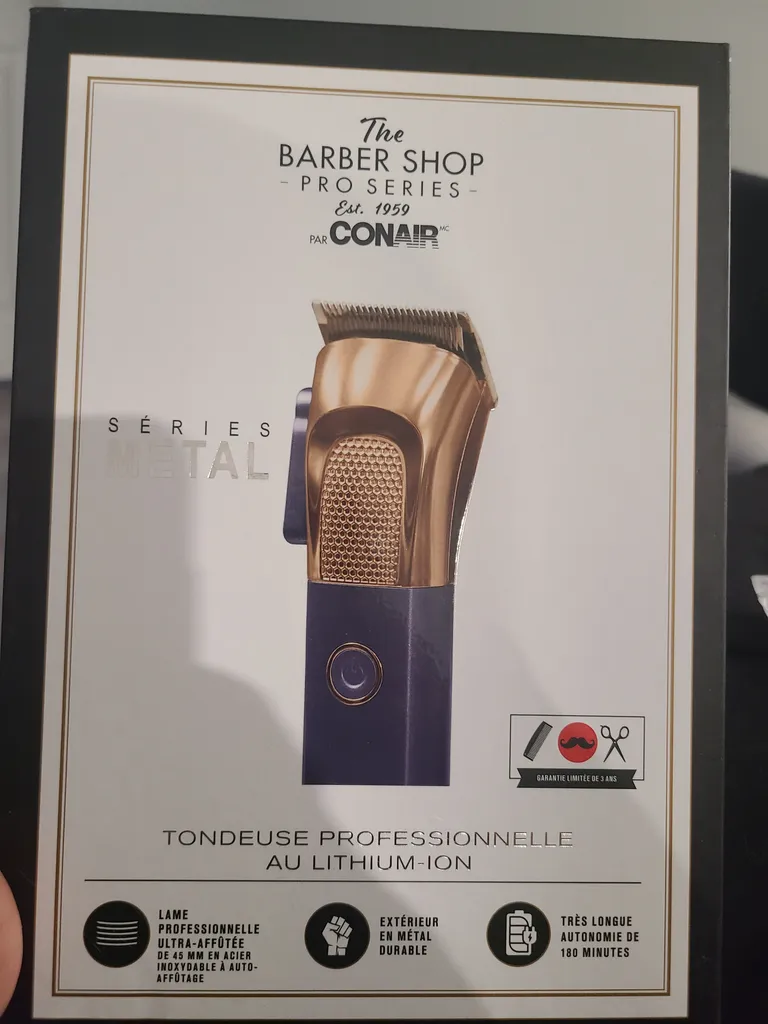 The
BARBER SHOP
- PRO SERIES -
Est. 1959
PAR CONAIR MC
SÉRIES
METAL
GARANTIE LIMITÉE DE 3 ANS
TONDEUSE PROFESSIONNELLE
AU LITHIUM-ION
LAME
PROFESSIONNELLE
ULTRA-AFFÛTÉE
DE 45 MM EN ACIER
INOXYDABLE À AUTO-
AFFÛTAGE
EXTÉRIEUR
EN MÉTAL
DURABLE
TRÈS LONGUE
AUTONOMIE DE
180 MINUTES